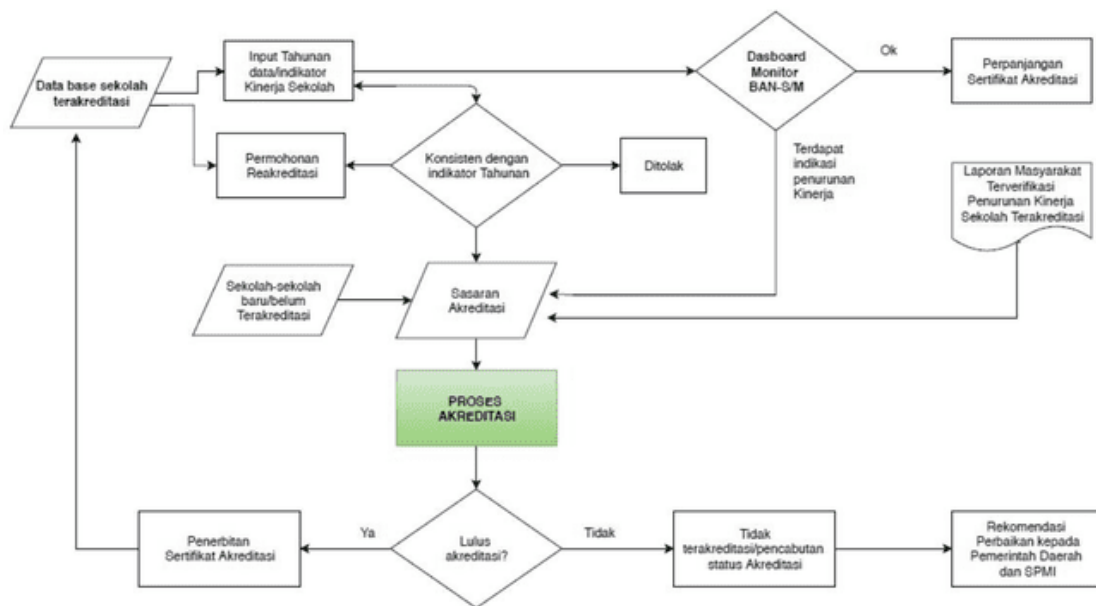 Data base sekolah
terakreditasi
Input Tahunan
data/indikator
Kinerja Sekolah
Dasboard
Monitor
BAN-S/M
Ok
Perpanjangan
Sertifikat Akreditasi
Permohonan
Reakreditasi
Konsisten dengan
indikator Tahunan
Ditolak
Terdapat
indikasi
penurunan
Kinerja
Laporan Masyarakat
Terverifikasi
Penurunan Kinerja
Sekolah Terakreditasi
Sekolah-sekolah
baru/belum
Terakreditasi
Sasaran
Akreditasi
PROSES
AKREDITASI
Penerbitan
Sertifikat Akreditasi
Ya
Lulus
akreditasi?
Tidak
Tidak
terakreditasi/pencabutan
status Akreditasi
Rekomendasi
Perbaikan kepada
Pemerintah Daerah
dan SPMI